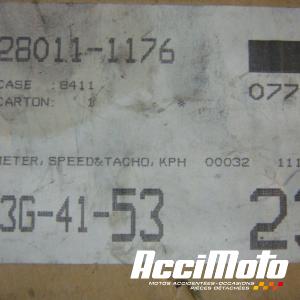 28011-1176
CASE :8411
CARTON: 1
077
METER, SPEED&TACHO, KPH 00032 111
3G-41-53 23
AcciMoto
MOTOS ACCIDENTÉES-OCCASIONS
PIÈCES DÉTACHÉES